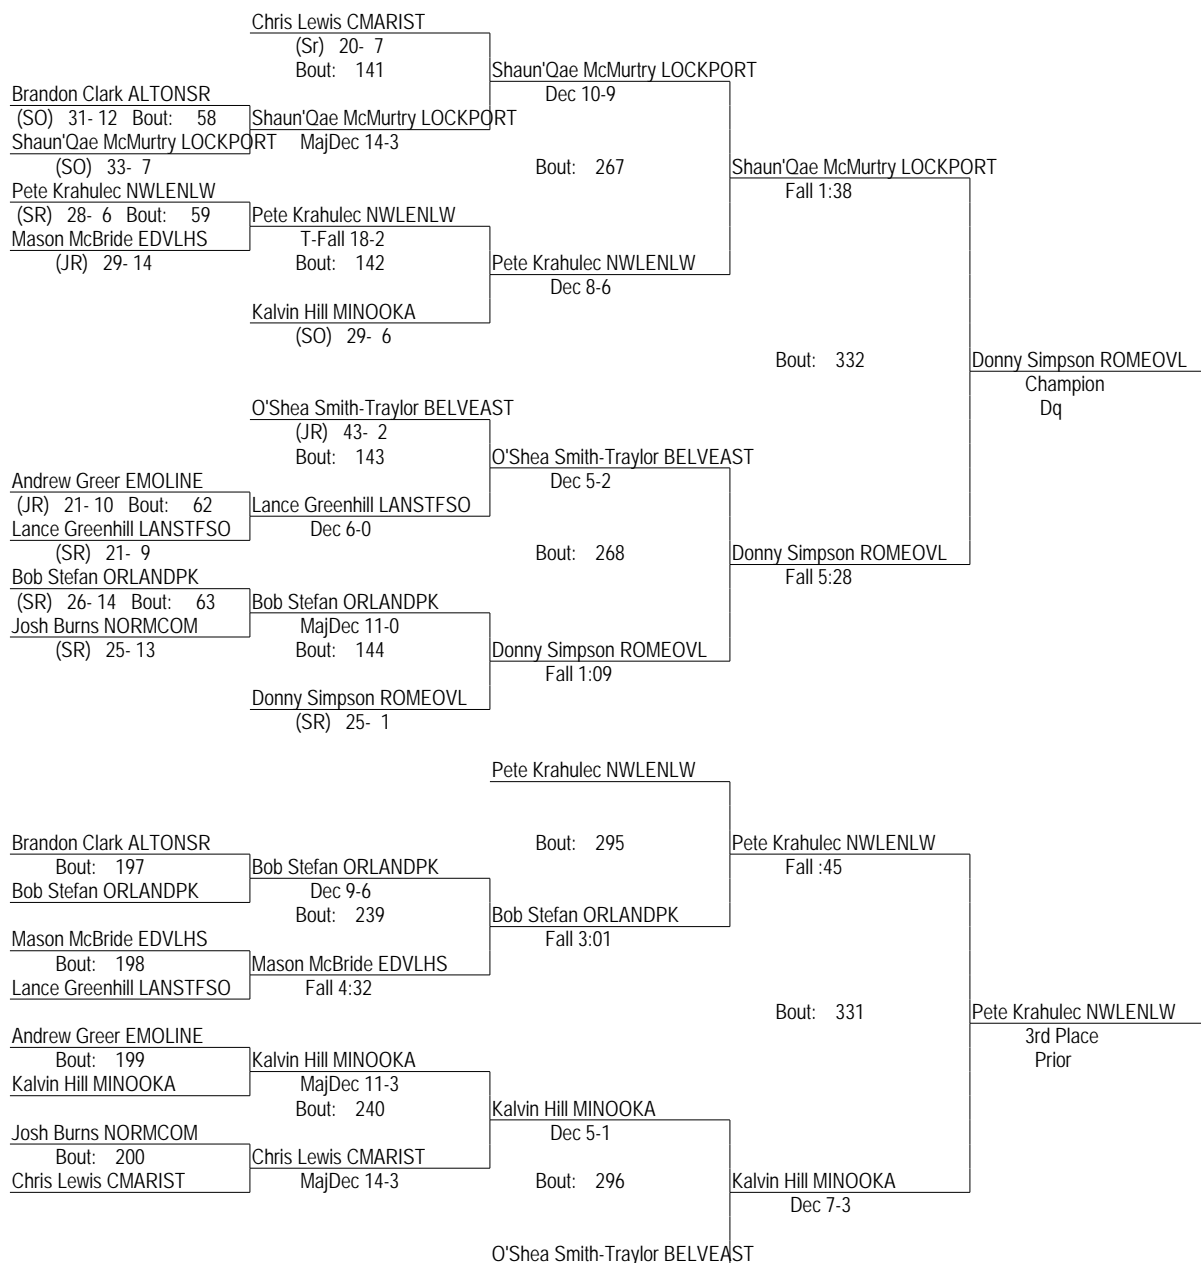 Chris Lewis CMARIST
(Sr) 20- 7
Bout: 141
Shaun'Qae McMurtry LOCKPORT
Dec 10-9
Brandon Clark ALTONSR
(SO) 31- 12 Bout: 58
Shaun'Qae McMurtry LOCKPORT
Shaun'Qae McMurtry LOCKPORT
MajDec 14-3
(SO) 33- 7
Bout: 267
Shaun'Qae McMurtry LOCKPORT
Fall 1:38
Pete Krahulec NWLENLW
(SR) 28- 6 Bout: 59
Pete Krahulec NWLENLW
Mason McBride EDVLHS
T-Fall 18-2
(JR) 29- 14
Bout: 142
Pete Krahulec NWLENLW
Dec 8-6
Kalvin Hill MINOOKA
(SO) 29- 6
Bout: 332
Donny Simpson ROMEOVL
Champion
Dq
O'Shea Smith-Traylor BELVEAST
(JR) 43- 2
Bout: 143
O'Shea Smith-Traylor BELVEAST
Dec 5-2
Andrew Greer EMOLINE
(JR) 21- 10 Bout: 62
Lance Greenhill LANSTFSO
Lance Greenhill LANSTFSO
Dec 6-0
(SR) 21- 9
Bout: 268
Donny Simpson ROMEOVL
Fall 5:28
Bob Stefan ORLANDPK
(SR) 26- 14 Bout: 63
Bob Stefan ORLANDPK
Josh Burns NORMCOM
MajDec 11-0
(SR) 25- 13
Bout: 144
Donny Simpson ROMEOVL
Fall 1:09
Donny Simpson ROMEOVL
(SR) 25- 1
Pete Krahulec NWLENLW
Bout: 295
Pete Krahulec NWLENLW
Fall :45
Brandon Clark ALTONSR
Bout: 197
Bob Stefan ORLANDPK
Bob Stefan ORLANDPK
Dec 9-6
Bout: 239
Bob Stefan ORLANDPK
Fall 3:01
Mason McBride EDVLHS
Bout: 198
Mason McBride EDVLHS
Lance Greenhill LANSTFSO
Fall 4:32
Bout: 331
Pete Krahulec NWLENLW
3rd Place
Prior
Andrew Greer EMOLINE
Bout: 199
Kalvin Hill MINOOKA
Kalvin Hill MINOOKA
MajDec 11-3
Bout: 240
Kalvin Hill MINOOKA
Dec 5-1
Josh Burns NORMCOM
Bout: 200
Chris Lewis CMARIST
Chris Lewis CMARIST
MajDec 14-3
Bout: 296
Kalvin Hill MINOOKA
Dec 7-3
O'Shea Smith-Traylor BELVEAST